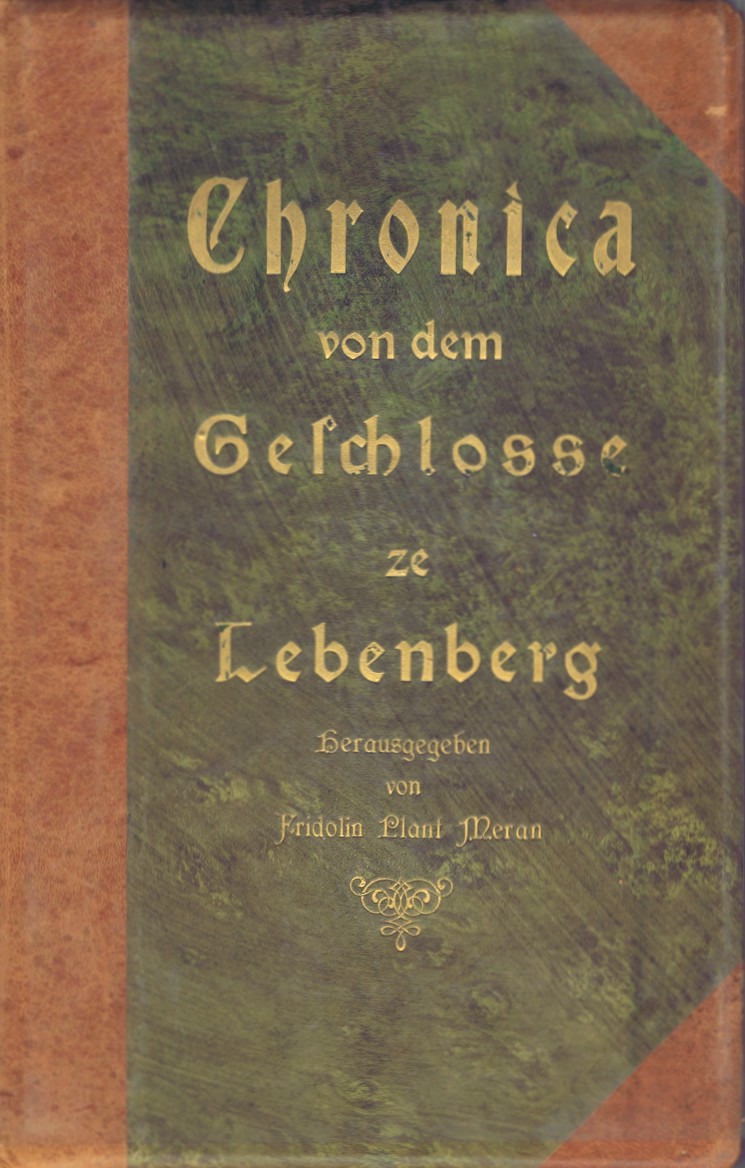 Chronica
von dem
Geſchlosse
ze
Lebenberg
Herausgegeben
von
Fridolin Plant Meran